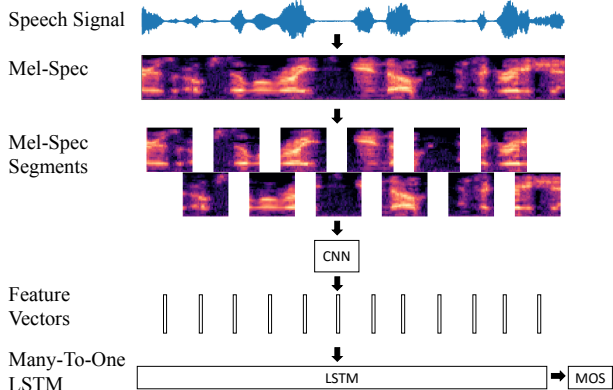 Speech Signal
Mel-Spec
Mel-Spec
Segments
CNN
Feature
Vectors
Many-To-One
LSTM
LSTM
MOS